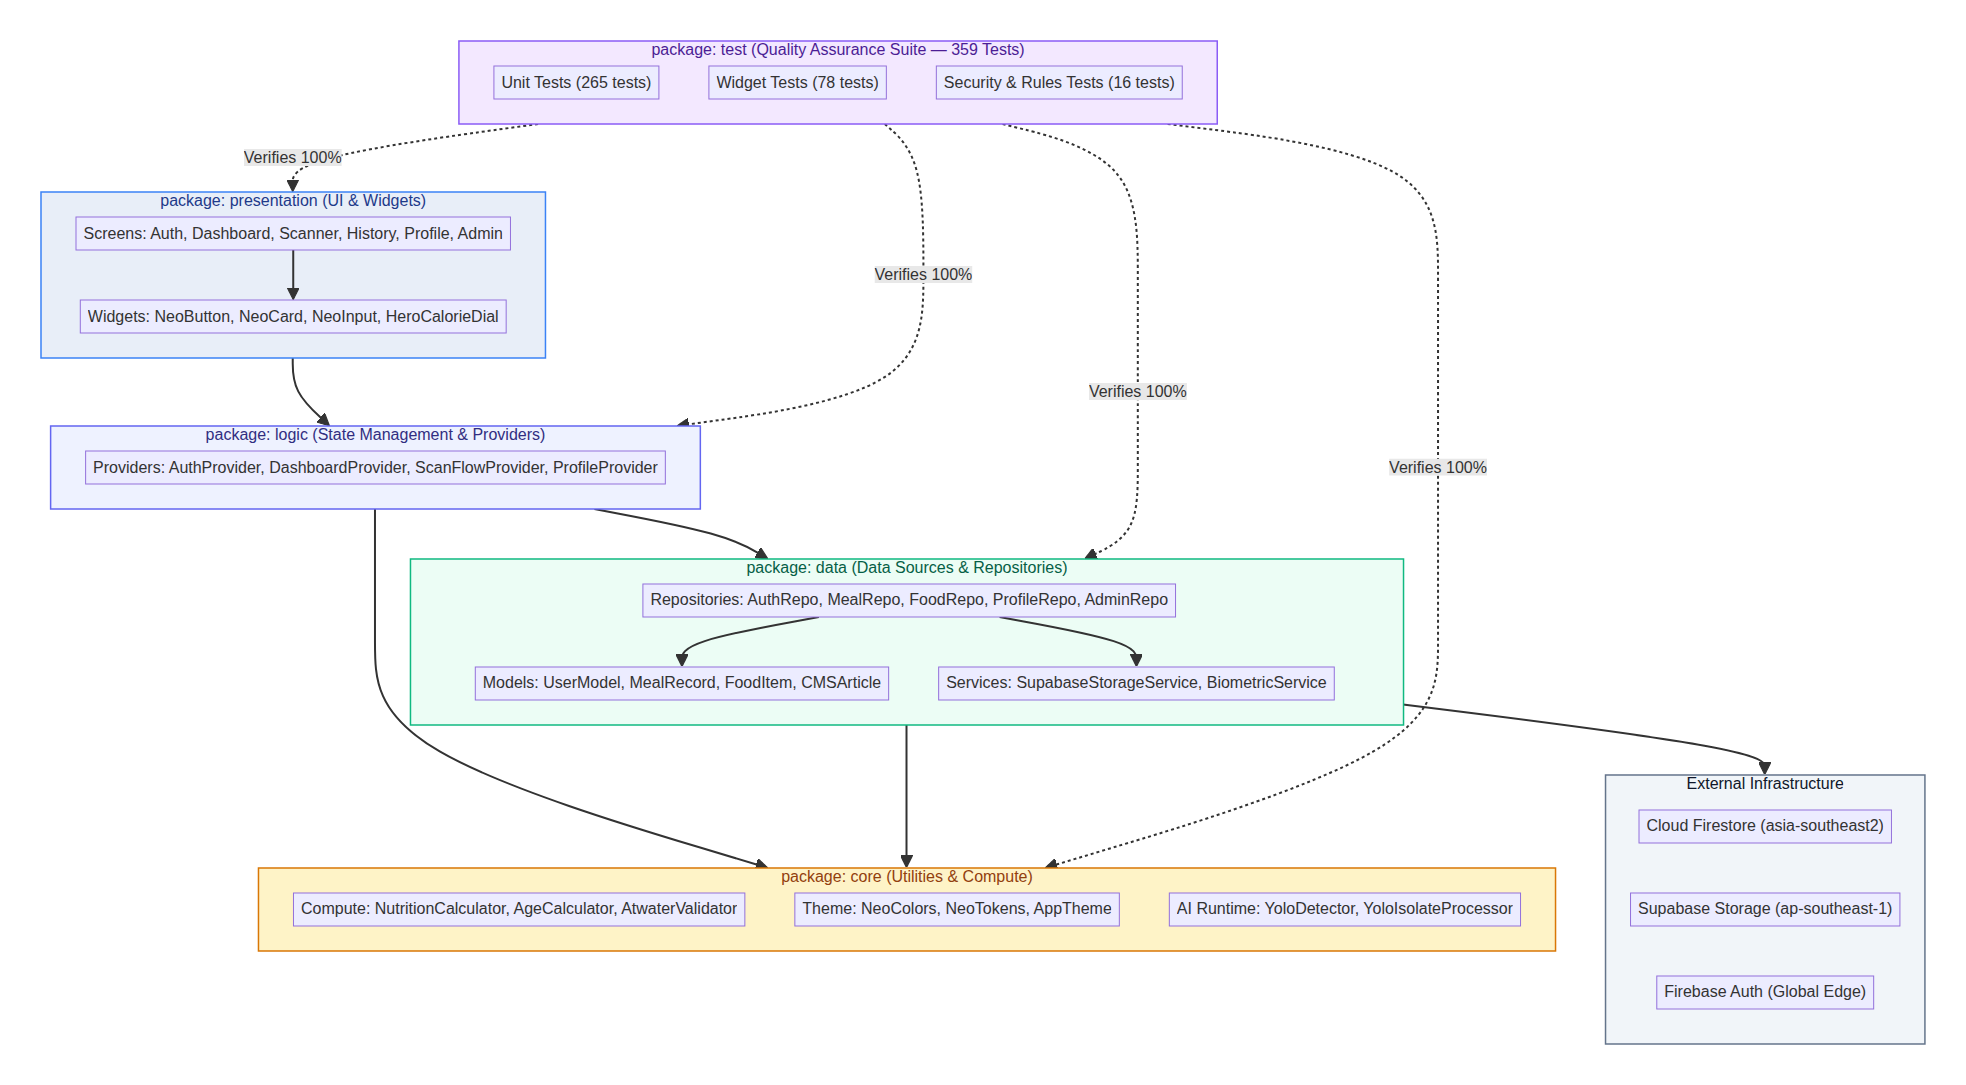 package: test (Quality Assurance Suite — 359 Tests)
Unit Tests (265 tests)
Widget Tests (78 tests)
Security & Rules Tests (16 tests)
Verifies 100%
package: presentation (UI & Widgets)
Screens: Auth, Dashboard, Scanner, History, Profile, Admin
Verifies 100%
Widgets: NeoButton, NeoCard, NeoInput, HeroCalorieDial
Verifies 100%
package: logic (State Management & Providers)
Providers: AuthProvider, DashboardProvider, ScanFlowProvider, ProfileProvider
Verifies 100%
package: data (Data Sources & Repositories)
Repositories: AuthRepo, MealRepo, FoodRepo, ProfileRepo, AdminRepo
Models: UserModel, MealRecord, FoodItem, CMSArticle
Services: SupabaseStorageService, BiometricService
External Infrastructure
Cloud Firestore (asia-southeast2)
Supabase Storage (ap-southeast-1)
Firebase Auth (Global Edge)
package: core (Utilities & Compute)
Compute: NutritionCalculator, AgeCalculator, AtwaterValidator
Theme: NeoColors, NeoTokens, AppTheme
AI Runtime: YoloDetector, YoloIsolateProcessor